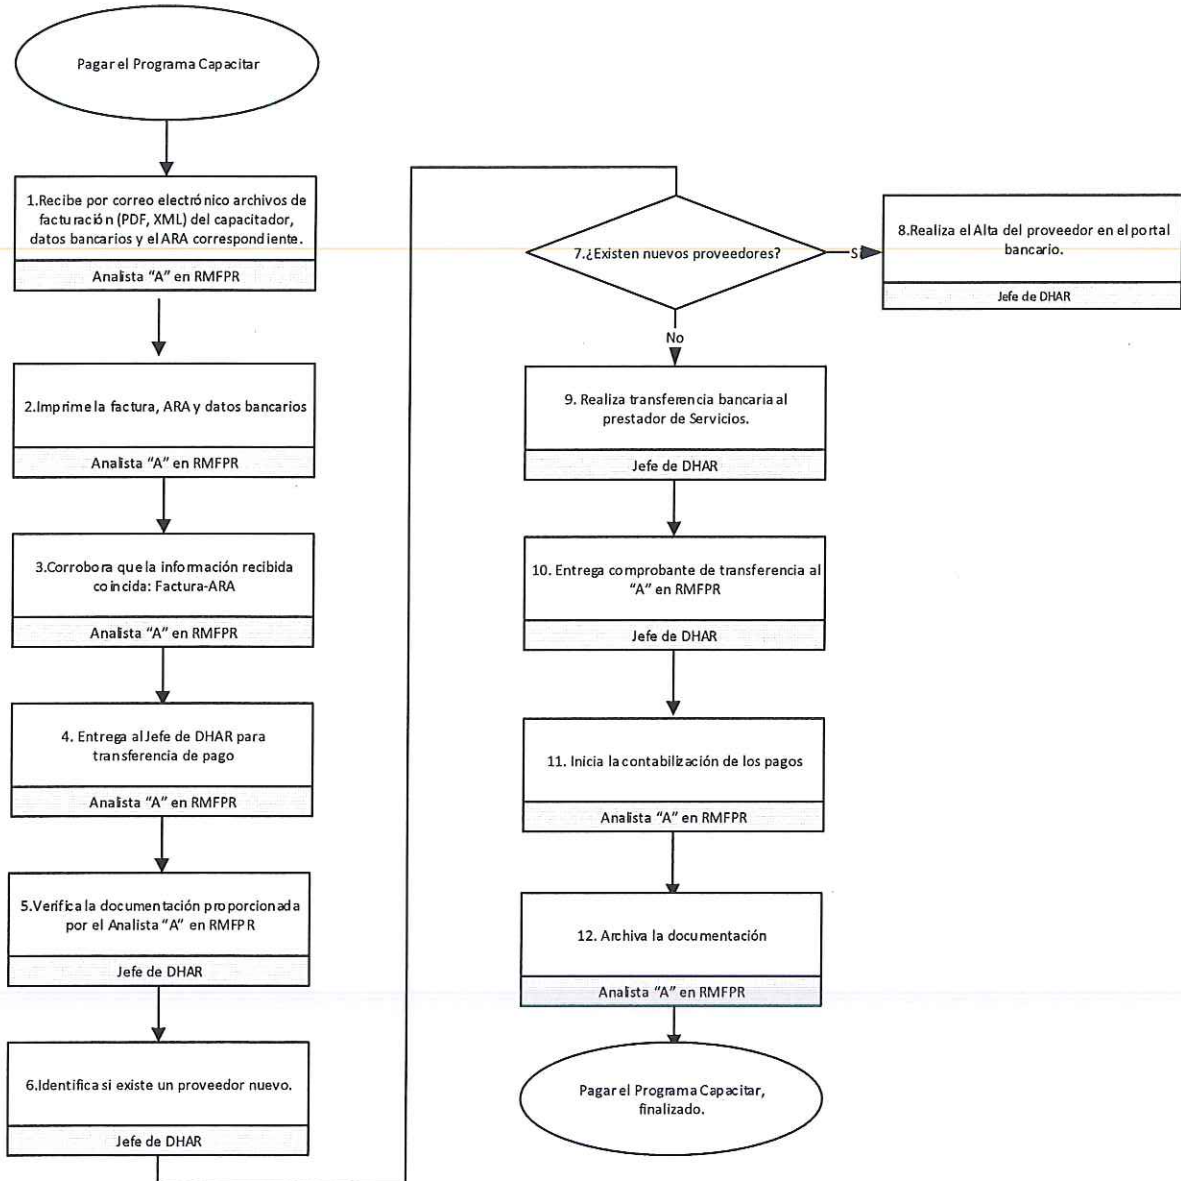 Pagar el Programa Capacitar
1.Recibe por correo electrónico archivos de
facturación (PDF, XML) del capacitador,
datos bancarios y el ARA correspondiente.
Analista "A" en RMFPR
2.Imprime la factura, ARA y datos bancarios
Analista "A" en RMFPR
3.Corrobora que la información recibida
coincida: Factura-ARA
Analista "A" en RMFPR
4. Entrega al Jefe de DHAR para
transferencia de pago
Analista "A" en RMFPR
5.Verifica la documentación proporcionada
por el Analista "A" en RMFPR
Jefe de DHAR
6.Identifica si existe un proveedor nuevo.
Jefe de DHAR
7.¿Existen nuevos proveedores?
Si
No
8.Realiza el Alta del proveedor en el portal
bancario.
Jefe de DHAR
9. Realiza transferencia bancaria al
prestador de Servicios.
Jefe de DHAR
10. Entrega comprobante de transferencia al
"A" en RMFPR
Jefe de DHAR
11. Inicia la contabilización de los pagos
Analista "A" en RMFPR
12. Archiva la documentación
Analista "A" en RMFPR
Pagar el Programa Capacitar,
finalizado.